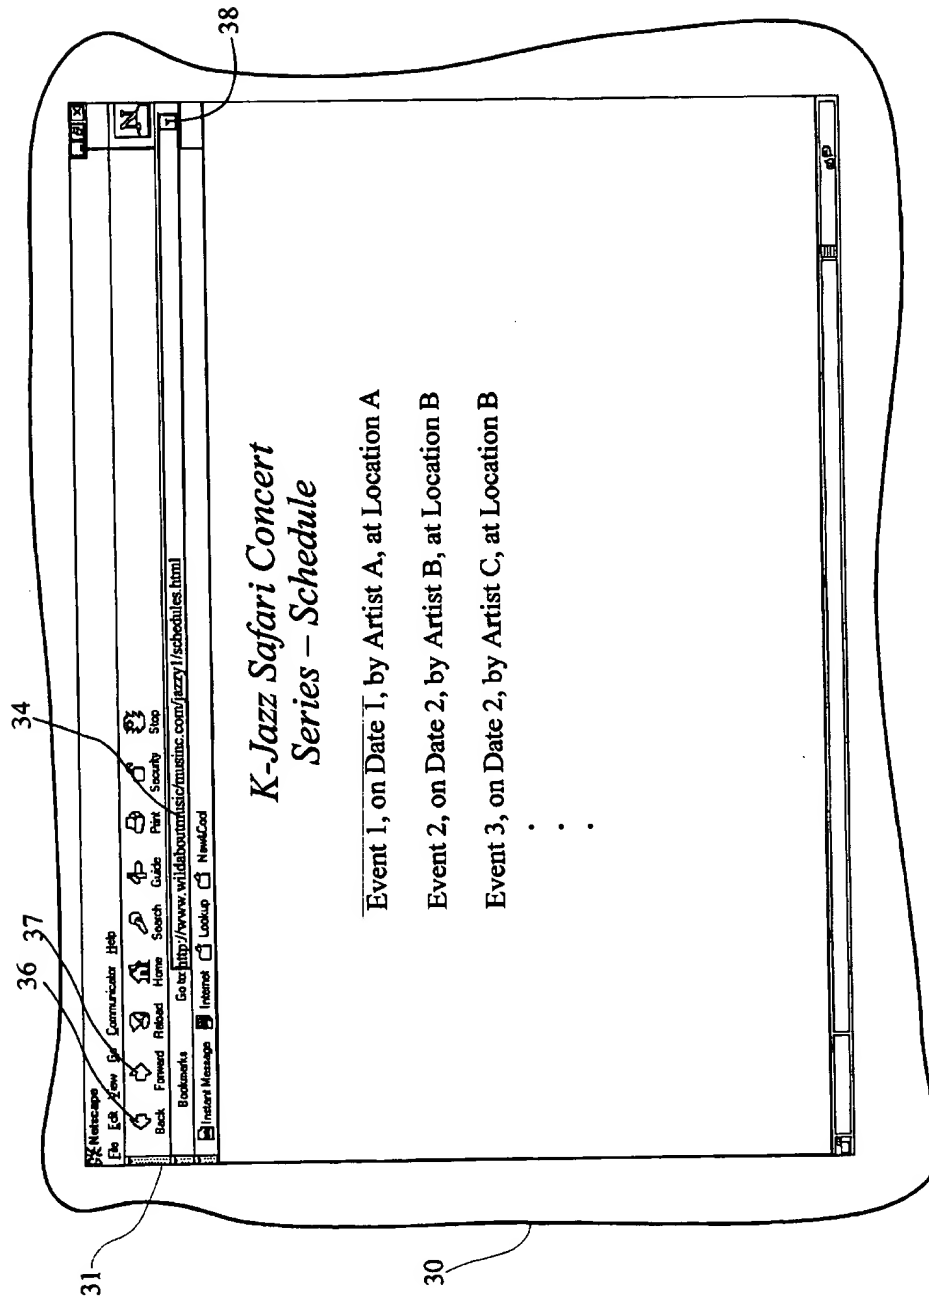 34
36
37
38
31
30
Netscape
File Edit View Go Communicator Help
N
Back Forward Reload Home Search Guide Print Security Stop
Bookmarks Go to: http://www.wildaboutmusic/musinc.com/jazzy1/schedules.html
Instant Message Internet Lookup New&Cool
K-Jazz Safari Concert
Series – Schedule
Event 1, on Date 1, by Artist A, at Location A
Event 2, on Date 2, by Artist B, at Location B
Event 3, on Date 2, by Artist C, at Location B